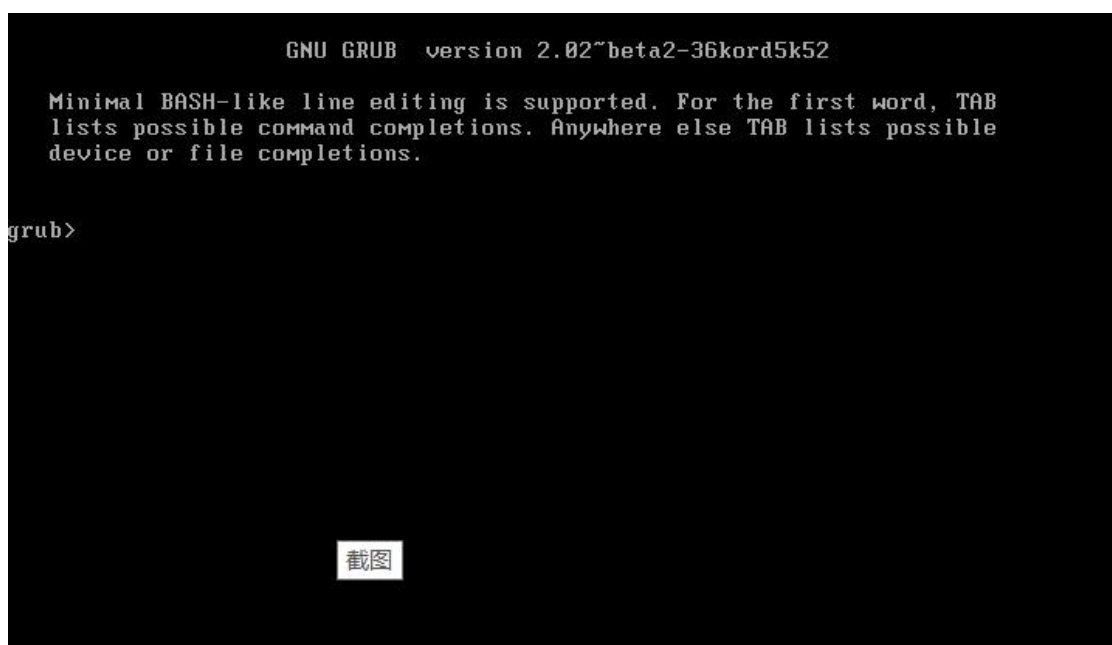 GNU GRUB version 2.02~beta2-36kord5k52
Minimal BASH-like line editing is supported. For the first word, TAB
lists possible command completions. Anywhere else TAB lists possible
device or file completions.
grub>
截图